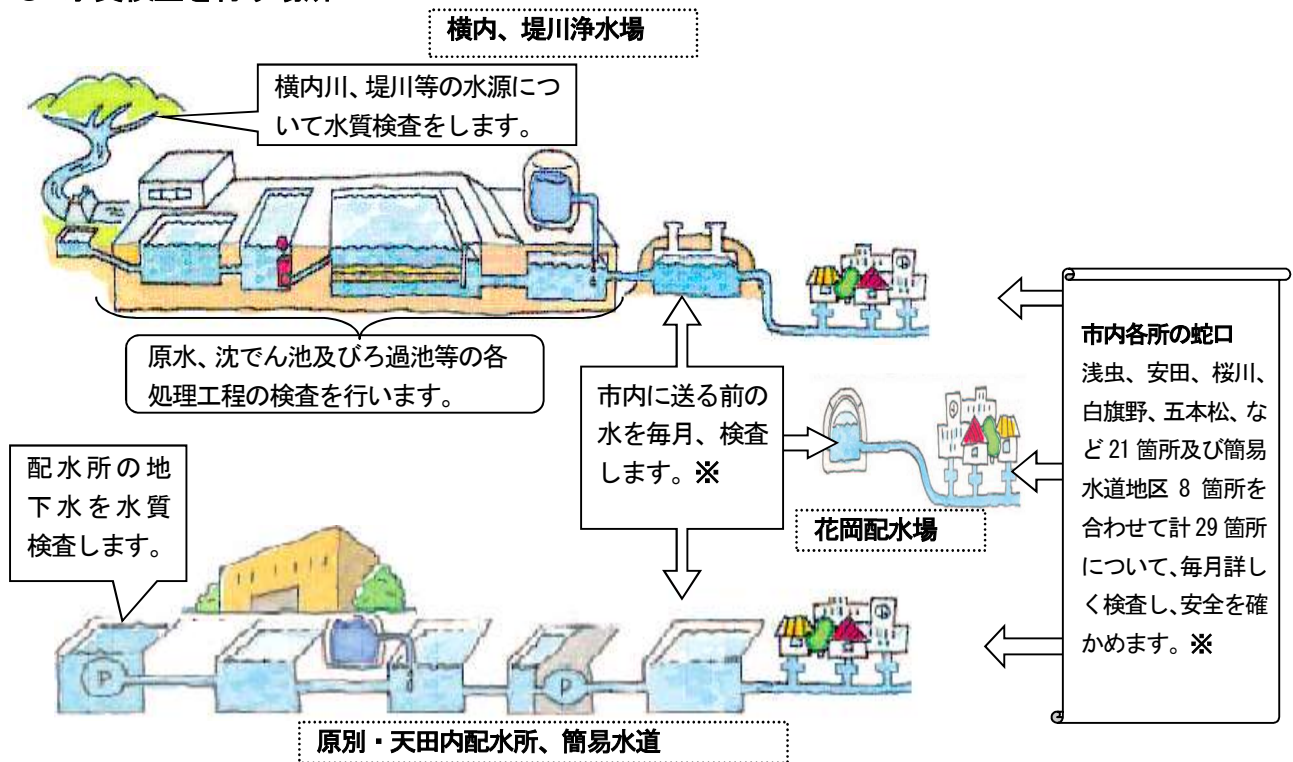 横内、堤川浄水場
横内川、堤川等の水源につ
いて水質検査をします。
原水、沈でん池及びろ過池等の各
処理工程の検査を行います。
市内に送る前の
水を毎月、検査
します。※
花岡配水場
市内各所の蛇口
浅虫、安田、桜川、
白旗野、五本松、な
ど 21 箇所及び簡易
水道地区 8 箇所を
合わせて計 29 箇所
について、毎月詳し
く検査し、安全を確
かめます。※
配水所の地
下水を水質
検査します。
P
P
原別・天田内配水所、簡易水道